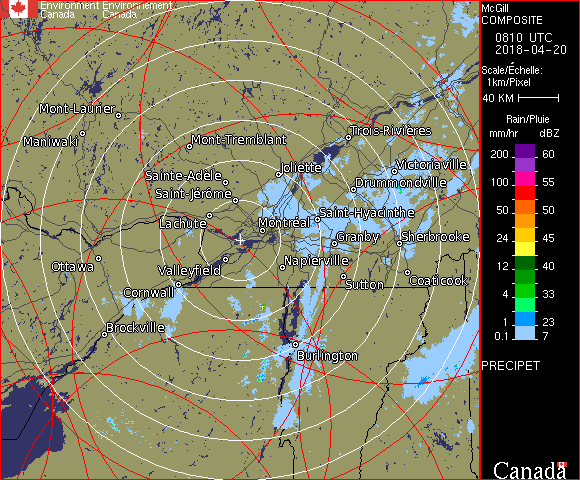 Environment Environnement
Canada Canada
McGill
COMPOSITE
0810 UTC
2018-04-20
Scale/Échelle:
1km/Pixel
40 KM
Rain/Pluie
mm/hr dBZ
200 60
100 55
50 50
24 45
12 40
4 33
1 23
0.1 7
PRECIPET
Canada
Mont-Laurier
Maniwaki
Mont-Tremblant
Trois-Rivières
Sainte-Adèle
Joliette
Victoriaville
Saint-Jérôme
Drummondville
Lachute
Montréal
Saint-Hyacinthe
Granby
Sherbrooke
Ottawa
Valleyfield
Napierville
Sutton
Coaticook
Cornwall
Brockville
Burlington